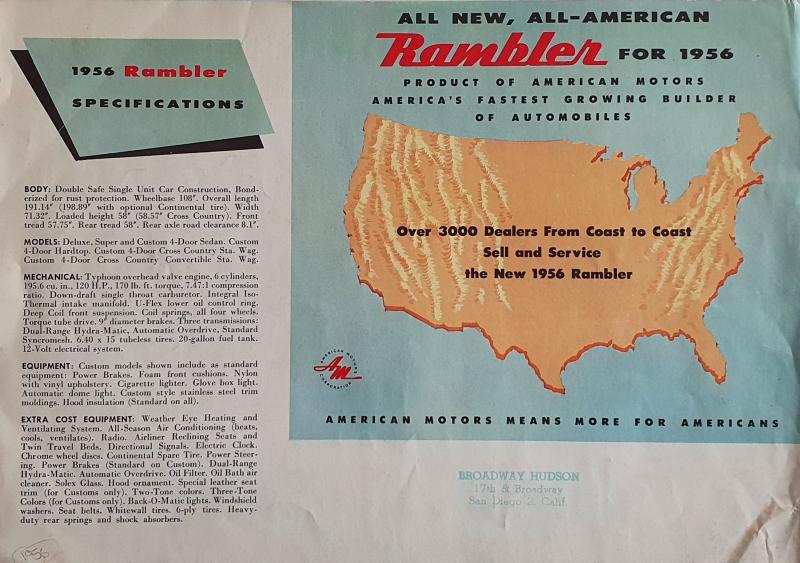 1956 Rambler
SPECIFICATIONS
BODY: Double Safe Single Unit Car Construction, Bond-
erized for rust protection. Wheelbase 108". Overall length
191.14" (198.89" with optional Continental tire). Width
71.32". Loaded height 58" (58.57" Cross Country). Front
tread 57.75". Rear tread 58". Rear axle road clearance 8.1".
MODELS: Deluxe, Super and Custom 4-Door Sedan. Custom
4-Door Hardtop. Custom 4-Door Cross Country Sta. Wag.
Custom 4-Door Cross Country Convertible Sta. Wag.
MECHANICAL: Typhoon overhead valve engine, 6 cylinders,
195.6 cu. in., 120 H.P., 170 lb. ft. torque, 7.47:1 compression
ratio. Down-draft single throat carburetor. Integral Iso-
Thermal intake manifold. U-Flex lower oil control ring.
Deep Coil front suspension. Coil springs, all four wheels.
Torque tube drive. 9" diameter brakes. Three transmissions:
Dual-Range Hydra-Matic, Automatic Overdrive, Standard
Syncromesh. 6.40 x 15 tubeless tires. 20-gallon fuel tank.
12-Volt electrical system.
EQUIPMENT: Custom models shown include as standard
equipment: Power Brakes. Foam front cushions. Nylon
with vinyl upholstery. Cigarette lighter. Glove box light.
Automatic dome light. Custom style stainless steel trim
moldings. Hood insulation (Standard on all).
EXTRA COST EQUIPMENT: Weather Eye Heating and
Ventilating System. All-Season Air Conditioning (heats,
cools, ventilates). Radio. Airliner Reclining Seats and
Twin Travel Beds. Directional Signals. Electric Clock.
Chrome wheel discs. Continental Spare Tire. Power Steer-
ing. Power Brakes (Standard on Custom). Dual-Range
Hydra-Matic. Automatic Overdrive. Oil Filter. Oil Bath air
cleaner. Solex Glass. Hood ornament. Special leather seat
trim (for Customs only). Two-Tone colors. Three-Tone
Colors (for Customs only). Back-O-Matic lights. Windshield
washers. Seat belts. Whitewall tires. 6-ply tires. Heavy-
duty rear springs and shock absorbers.
1956
ALL NEW, ALL-AMERICAN
Rambler FOR 1956
PRODUCT OF AMERICAN MOTORS
AMERICA'S FASTEST GROWING BUILDER
OF AUTOMOBILES
Over 3000 Dealers From Coast to Coast
Sell and Service
the New 1956 Rambler
AMERICAN MOTORS
AM
CORPORATION
AMERICAN MOTORS MEANS MORE FOR AMERICANS
BROADWAY HUDSON
17th & Broadway
San Diego 2, Calif.